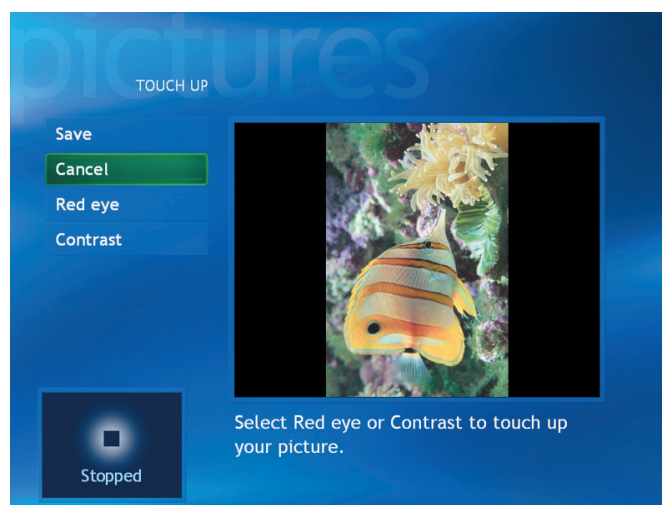 pictures
TOUCH UP
Save
Cancel
Red eye
Contrast
Select Red eye or Contrast to touch up
your picture.
Stopped